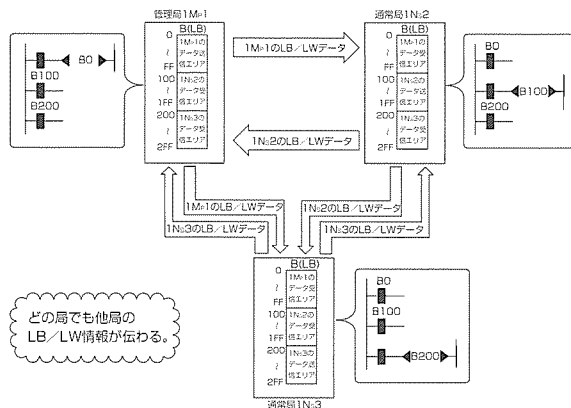 管理局1MP1
B(LB)
0
〜
FF
100
〜
1FF
200
〜
2FF
1MP1の
データ送
信エリア
1NS2の
データ受
信エリア
1NS3の
データ受
信エリア
B0
B100
B200
1MP1のLB/LWデータ
1NS2のLB/LWデータ
通常局1NS2
B(LB)
0
〜
FF
100
〜
1FF
200
〜
2FF
1MP1の
データ受
信エリア
1NS2の
データ送
信エリア
1NS3の
データ受
信エリア
B0
B100
B200
1MP1のLB/LWデータ
1NS3のLB/LWデータ
1NS2のLB/LWデータ
1NS3のLB/LWデータ
B(LB)
0
〜
FF
100
〜
1FF
200
〜
2FF
1MP1の
データ受
信エリア
1NS2の
データ受
信エリア
1NS3の
データ送
信エリア
B0
B100
B200
通常局1NS3
どの局でも他局の
LB/LW情報が伝わる。